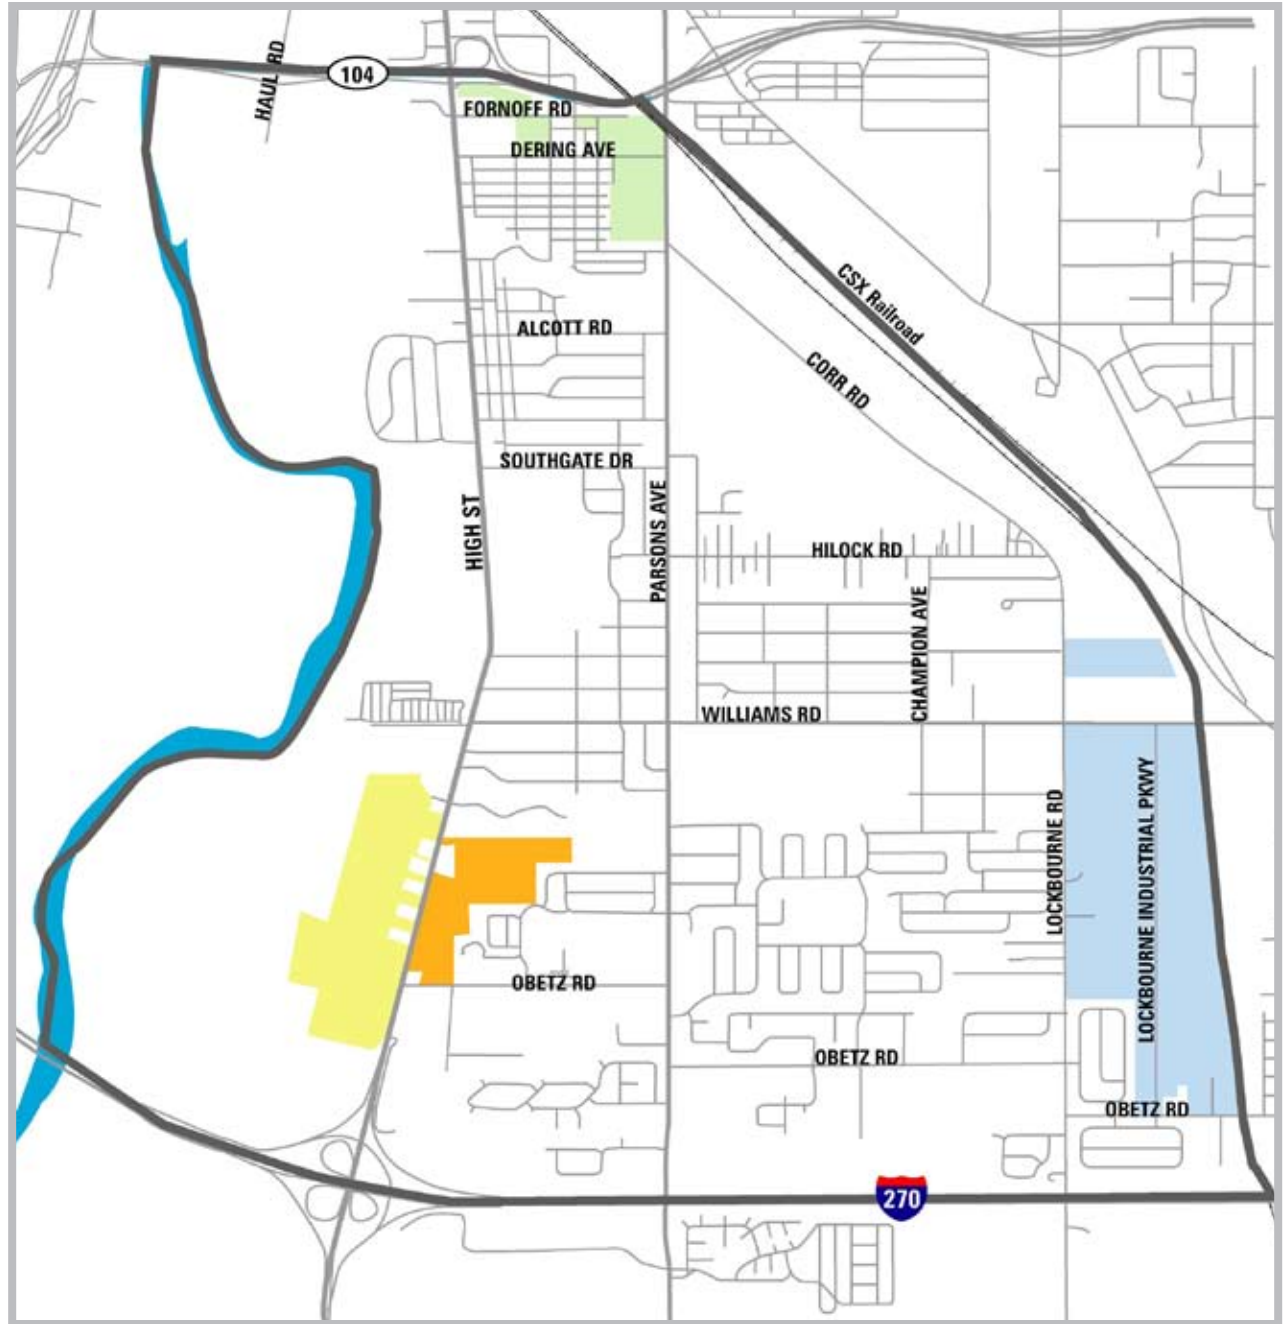 HAUL RD
104
FORNOFF RD
DERING AVE
CSX Railroad
ALCOTT RD
CORR RD
SOUTHGATE DR
HIGH ST
PARSONS AVE
HILOCK RD
CHAMPION AVE
WILLIAMS RD
LOCKBOURNE RD
LOCKBOURNE INDUSTRIAL PKWY
OBETZ RD
OBETZ RD
OBETZ RD
270